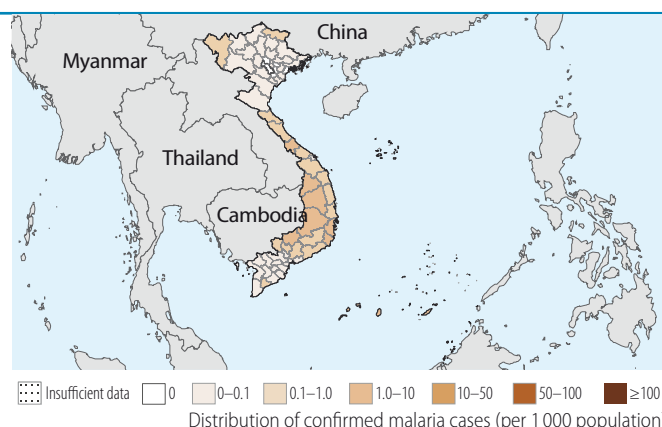 China
Myanmar
Thailand
Cambodia
Insufficient data 0 0–0.1 0.1–1.0 1.0–10 10–50 50–100 ≥100
Distribution of confirmed malaria cases (per 1 000 population